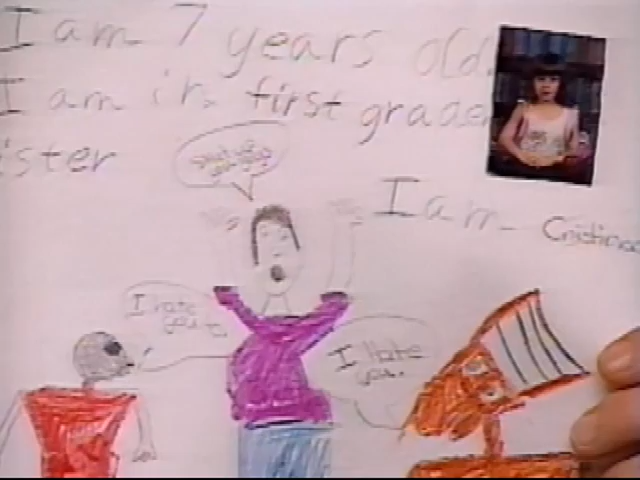 I am 7 years old.
I am in first grade
ister
I am Cristina
I hate
you
I Hate
you.